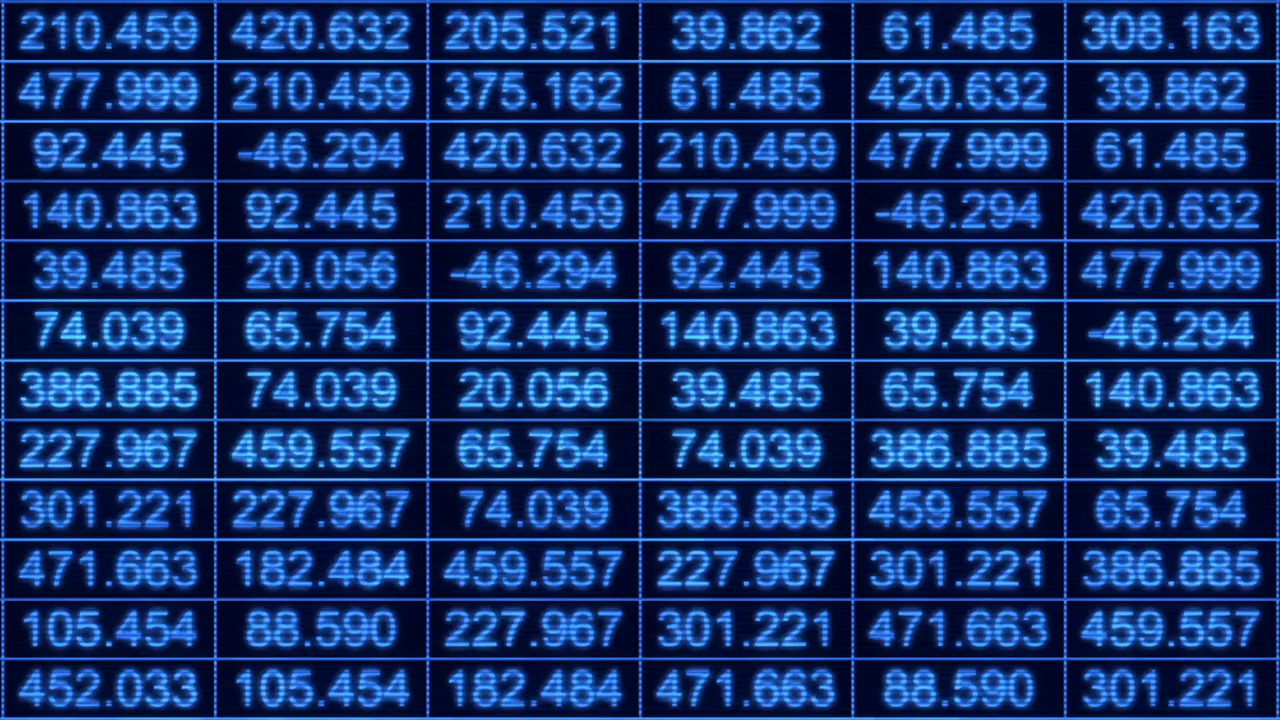 210.459 420.632 205.521 39.862 61.485 308.163
477.999 210.459 375.162 61.485 420.632 39.862
92.445 -46.294 420.632 210.459 477.999 61.485
140.863 92.445 210.459 477.999 -46.294 420.632
39.485 20.056 -46.294 92.445 140.863 477.999
74.039 65.754 92.445 140.863 39.485 -46.294
386.885 74.039 20.056 39.485 65.754 140.863
227.967 459.557 65.754 74.039 386.885 39.485
301.221 227.967 74.039 386.885 459.557 65.754
471.663 182.484 459.557 227.967 301.221 386.885
105.454 88.590 227.967 301.221 471.663 459.557
452.033 105.454 182.484 471.663 88.590 301.221